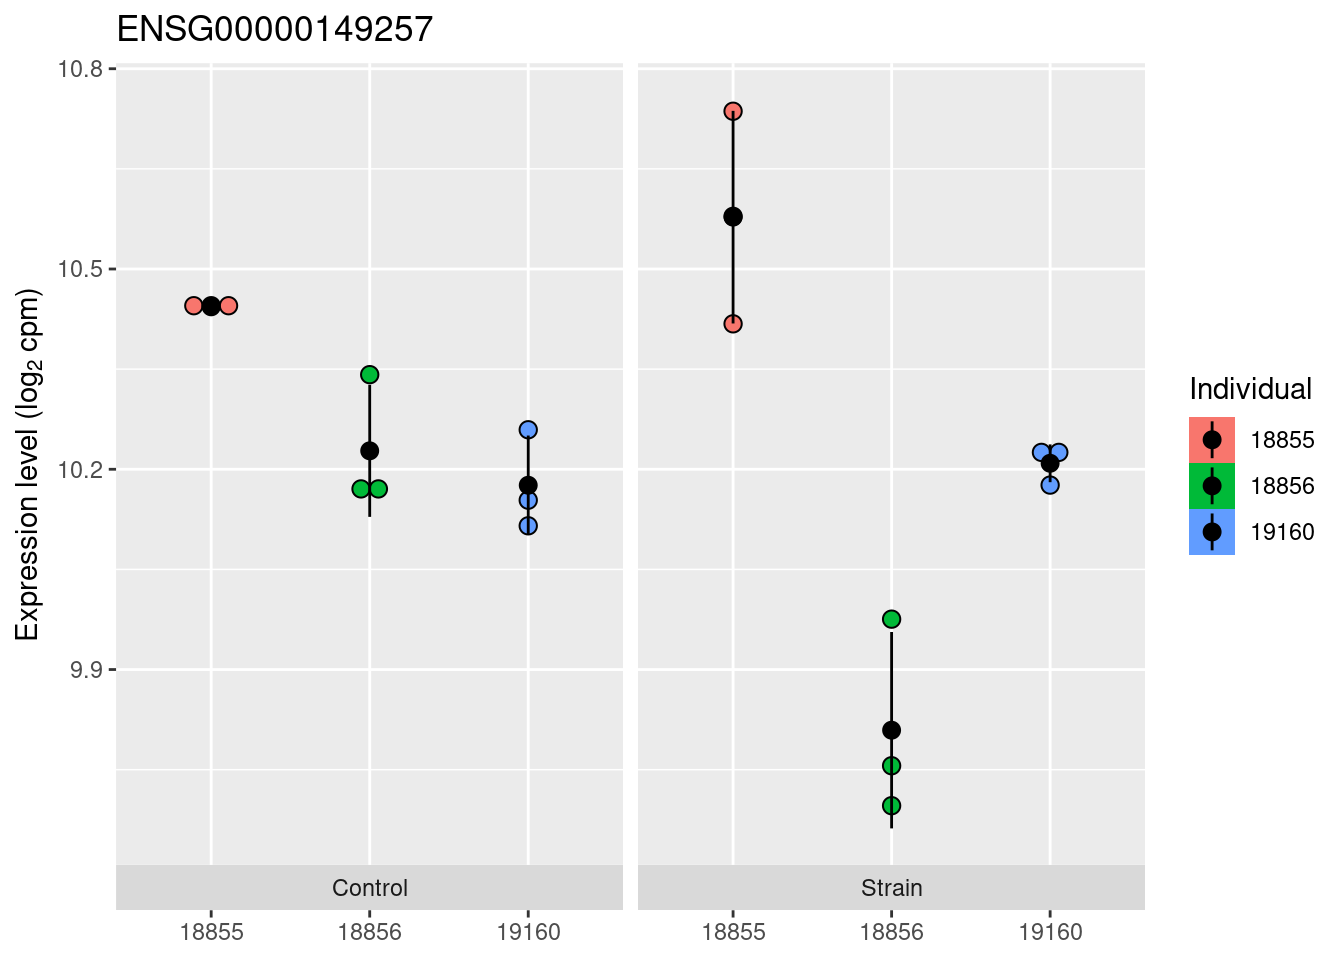 ENSG00000149257
10.8
10.5
10.2
9.9
Expression level (log₂ cpm)
Control
Strain
18855 18856 19160
18855 18856 19160
Individual
18855
18856
19160